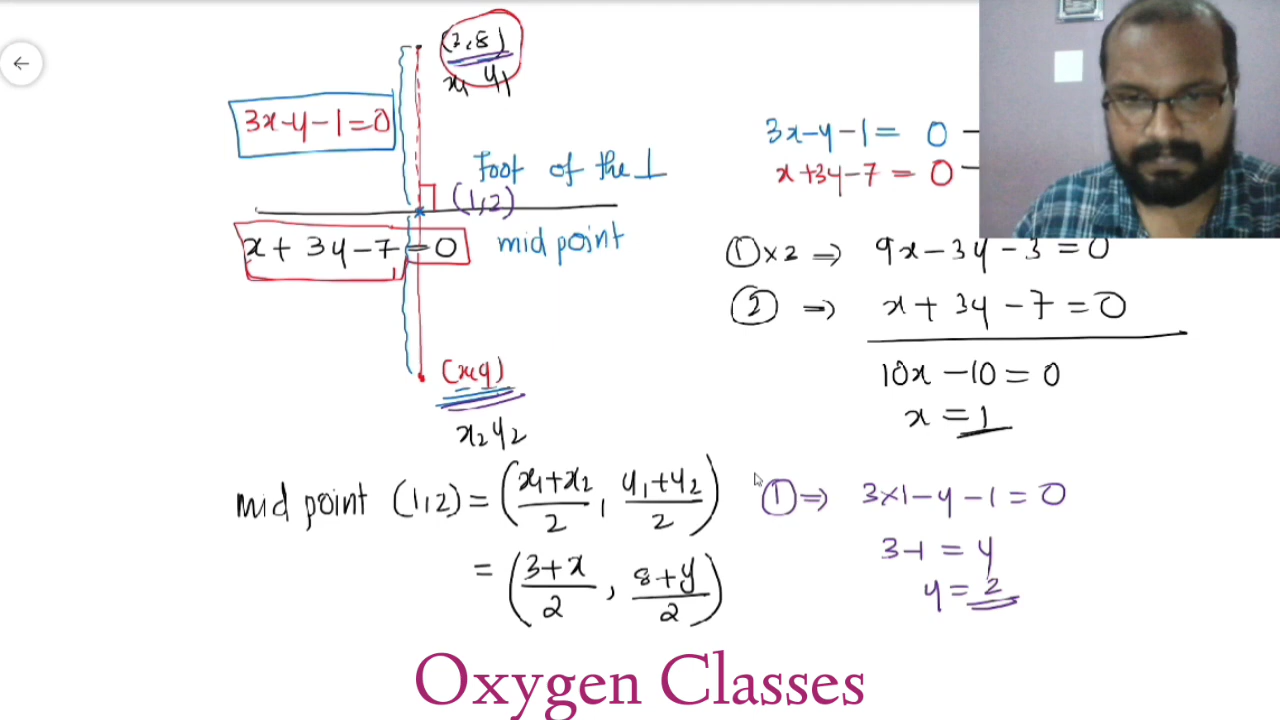 (3,8)
x1 y1
3x-y-1=0
Foot of the ⊥
(1,2)
x+3y-7=0
mid point
(x,y)
x2 y2
mid point (1,2) = (x1+x2/2, y1+y2/2)
= (3+x/2, 8+y/2)
3x-y-1= 0 -
x+3y-7 = 0 -
①×2 ⇒ 9x-3y-3=0
② ⇒ x+3y-7=0
10x-10=0
x=1
①⇒ 3×1-y-1=0
3-1=y
y=2
Oxygen Classes